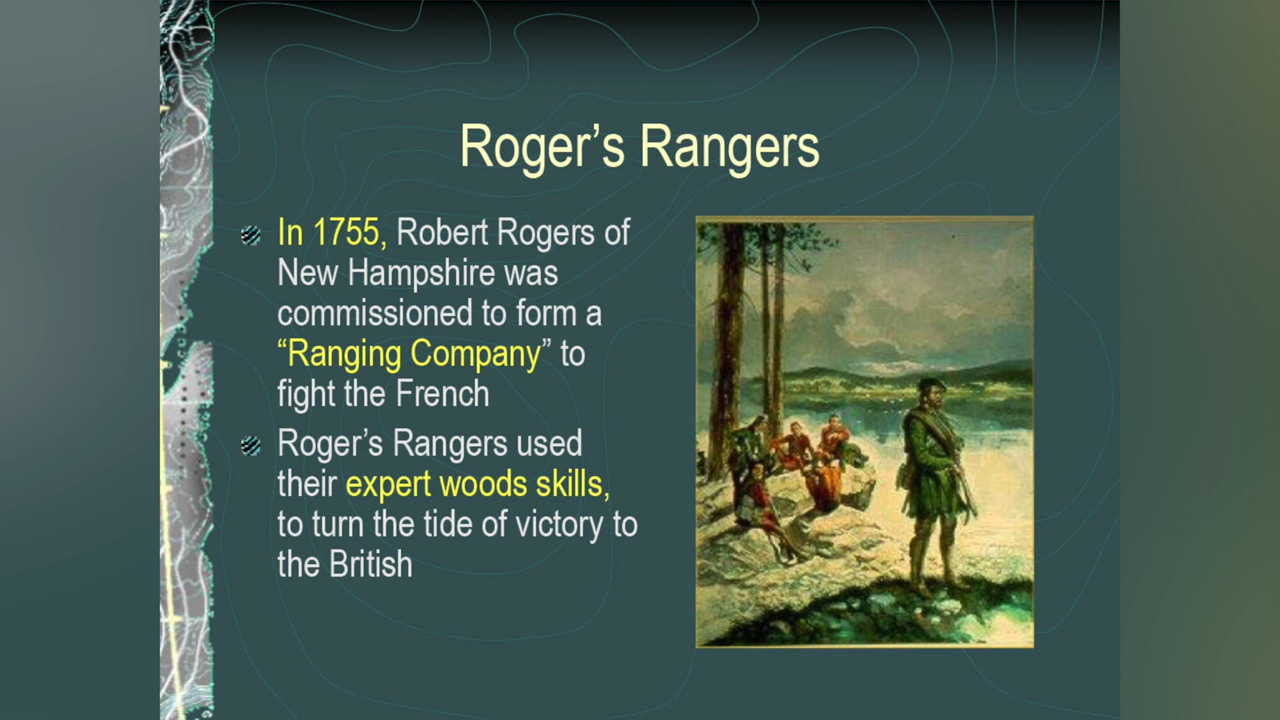 Roger’s Rangers
In 1755, Robert Rogers of
New Hampshire was
commissioned to form a
“Ranging Company” to
fight the French
Roger’s Rangers used
their expert woods skills,
to turn the tide of victory to
the British